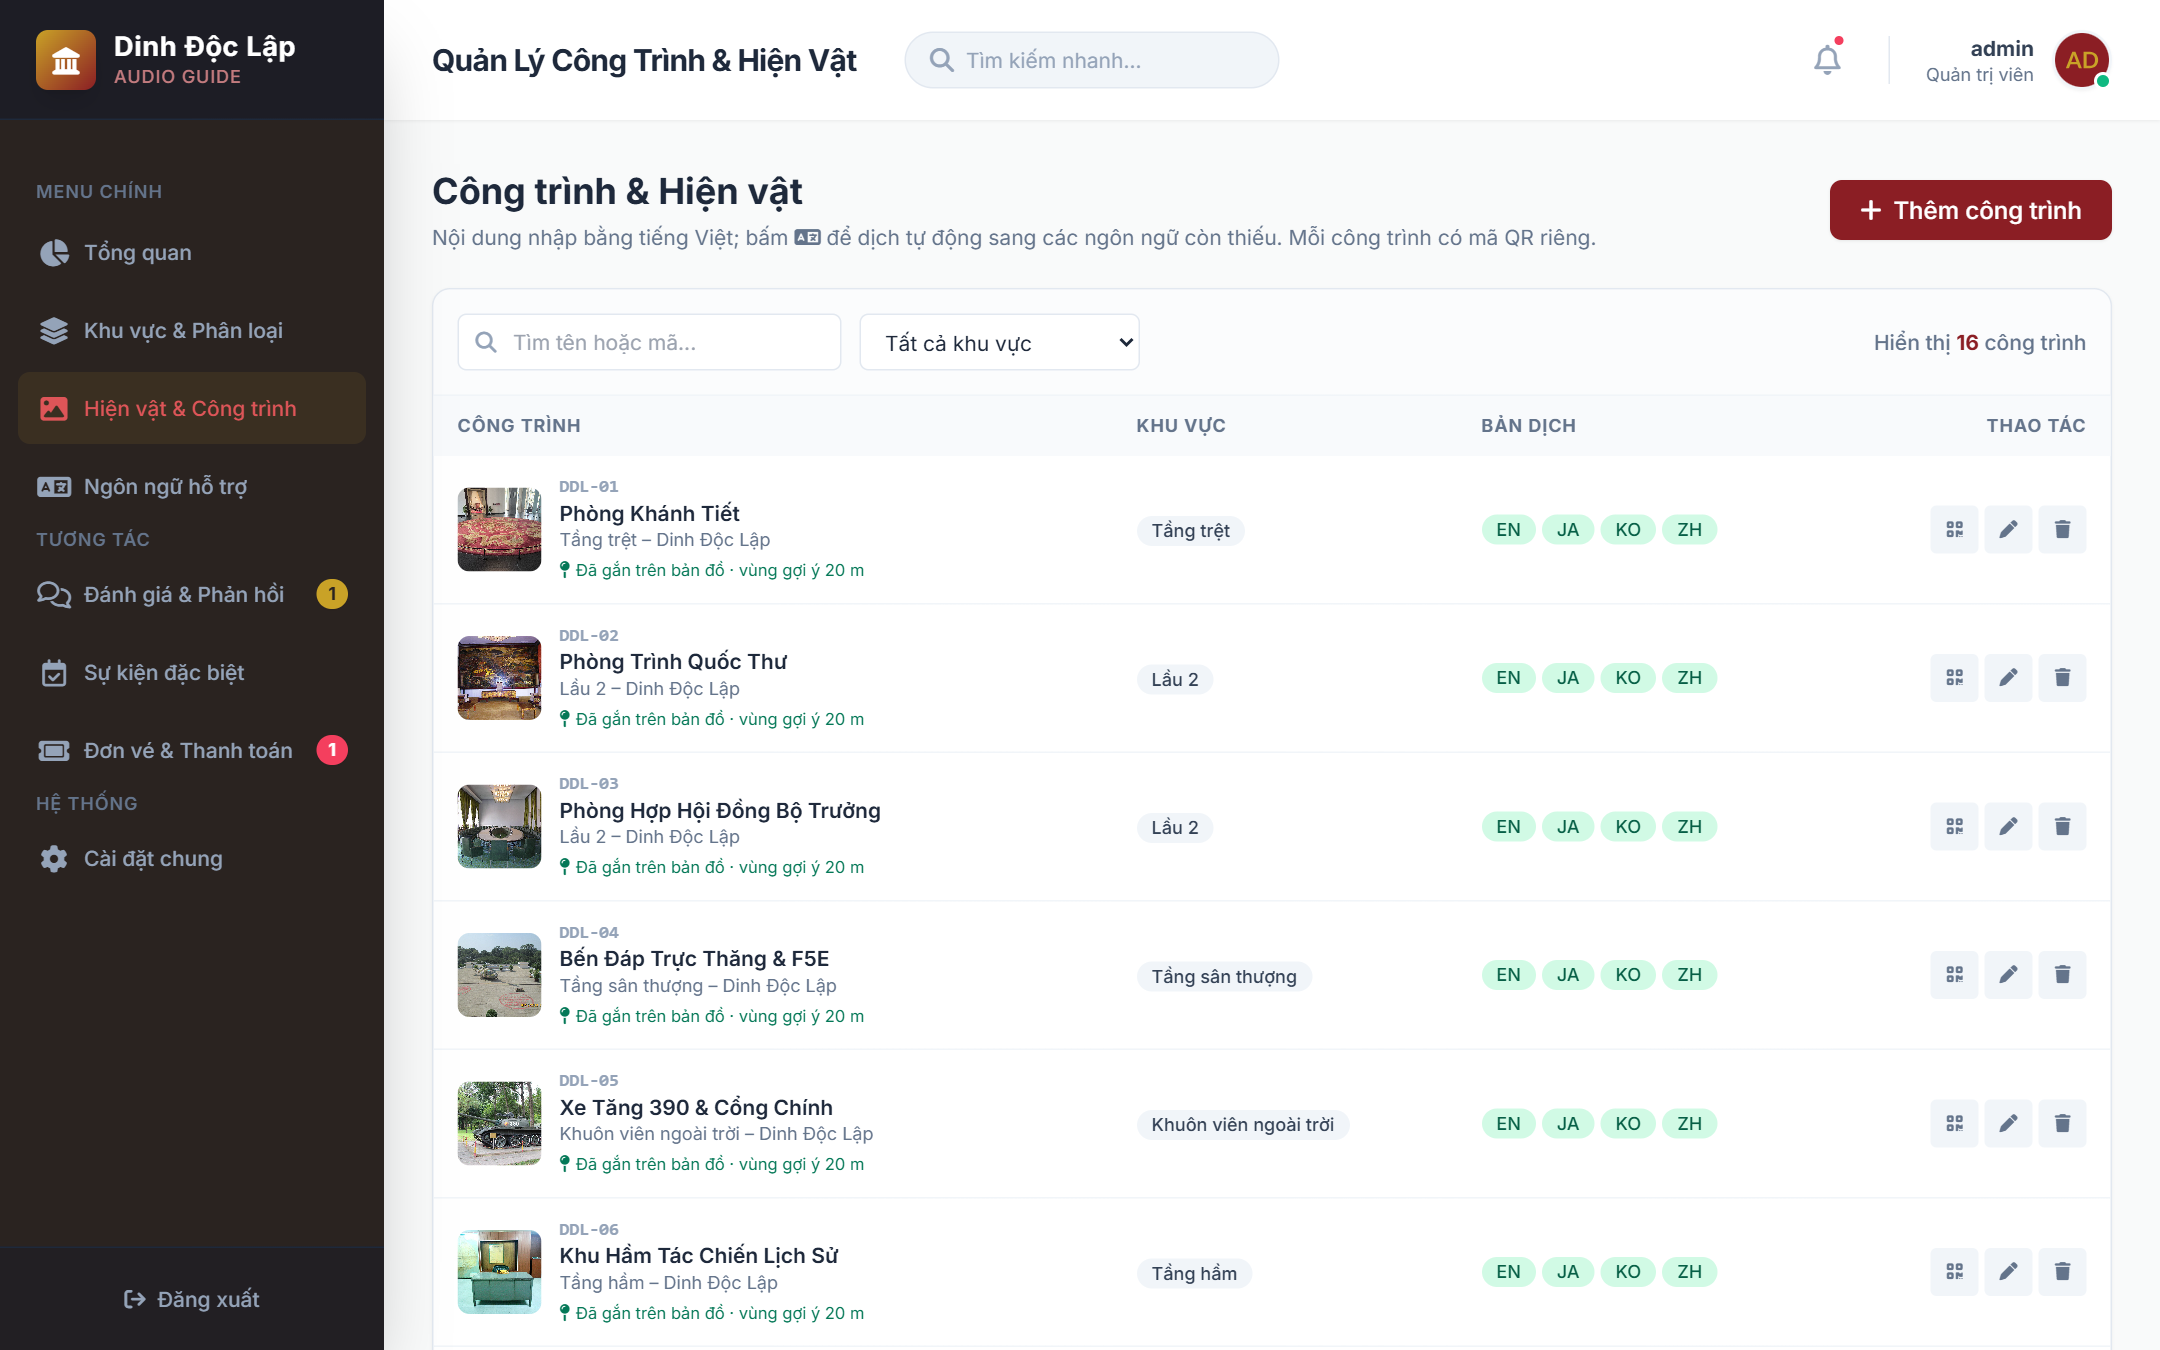 Dinh Độc Lập
AUDIO GUIDE
MENU CHÍNH
Tổng quan
Khu vực & Phân loại
Hiện vật & Công trình
Ngôn ngữ hỗ trợ
TƯƠNG TÁC
Đánh giá & Phản hồi 1
Sự kiện đặc biệt
Đơn vé & Thanh toán 1
HỆ THỐNG
Cài đặt chung
Đăng xuất
Quản Lý Công Trình & Hiện Vật
Tìm kiếm nhanh...
admin
Quản trị viên
AD
Công trình & Hiện vật
Nội dung nhập bằng tiếng Việt; bấm để dịch tự động sang các ngôn ngữ còn thiếu. Mỗi công trình có mã QR riêng.
Thêm công trình
Tìm tên hoặc mã...
Tất cả khu vực
Hiển thị 16 công trình
CÔNG TRÌNH KHU VỰC BẢN DỊCH THAO TÁC
DDL-01
Phòng Khánh Tiết
Tầng trệt – Dinh Độc Lập
Đã gắn trên bản đồ · vùng gợi ý 20 m
Tầng trệt
EN JA KO ZH
DDL-02
Phòng Trình Quốc Thư
Lầu 2 – Dinh Độc Lập
Đã gắn trên bản đồ · vùng gợi ý 20 m
Lầu 2
EN JA KO ZH
DDL-03
Phòng Hợp Hội Đồng Bộ Trưởng
Lầu 2 – Dinh Độc Lập
Đã gắn trên bản đồ · vùng gợi ý 20 m
Lầu 2
EN JA KO ZH
DDL-04
Bến Đáp Trực Thăng & F5E
Tầng sân thượng – Dinh Độc Lập
Đã gắn trên bản đồ · vùng gợi ý 20 m
Tầng sân thượng
EN JA KO ZH
DDL-05
Xe Tăng 390 & Cổng Chính
Khuôn viên ngoài trời – Dinh Độc Lập
Đã gắn trên bản đồ · vùng gợi ý 20 m
Khuôn viên ngoài trời
EN JA KO ZH
DDL-06
Khu Hầm Tác Chiến Lịch Sử
Tầng hầm – Dinh Độc Lập
Đã gắn trên bản đồ · vùng gợi ý 20 m
Tầng hầm
EN JA KO ZH